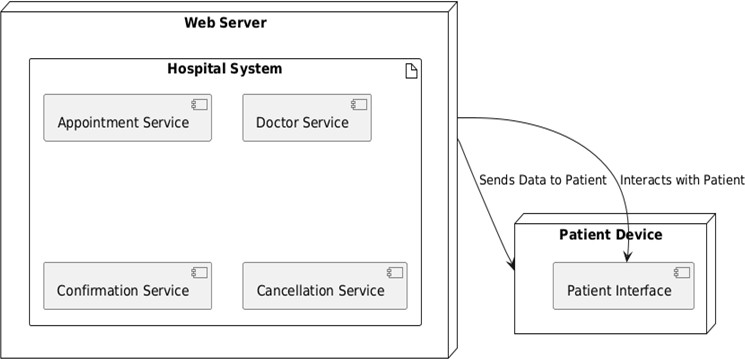 Web Server
Hospital System
Appointment Service
Doctor Service
Sends Data to Patient
Interacts with Patient
Patient Device
Confirmation Service
Cancellation Service
Patient Interface